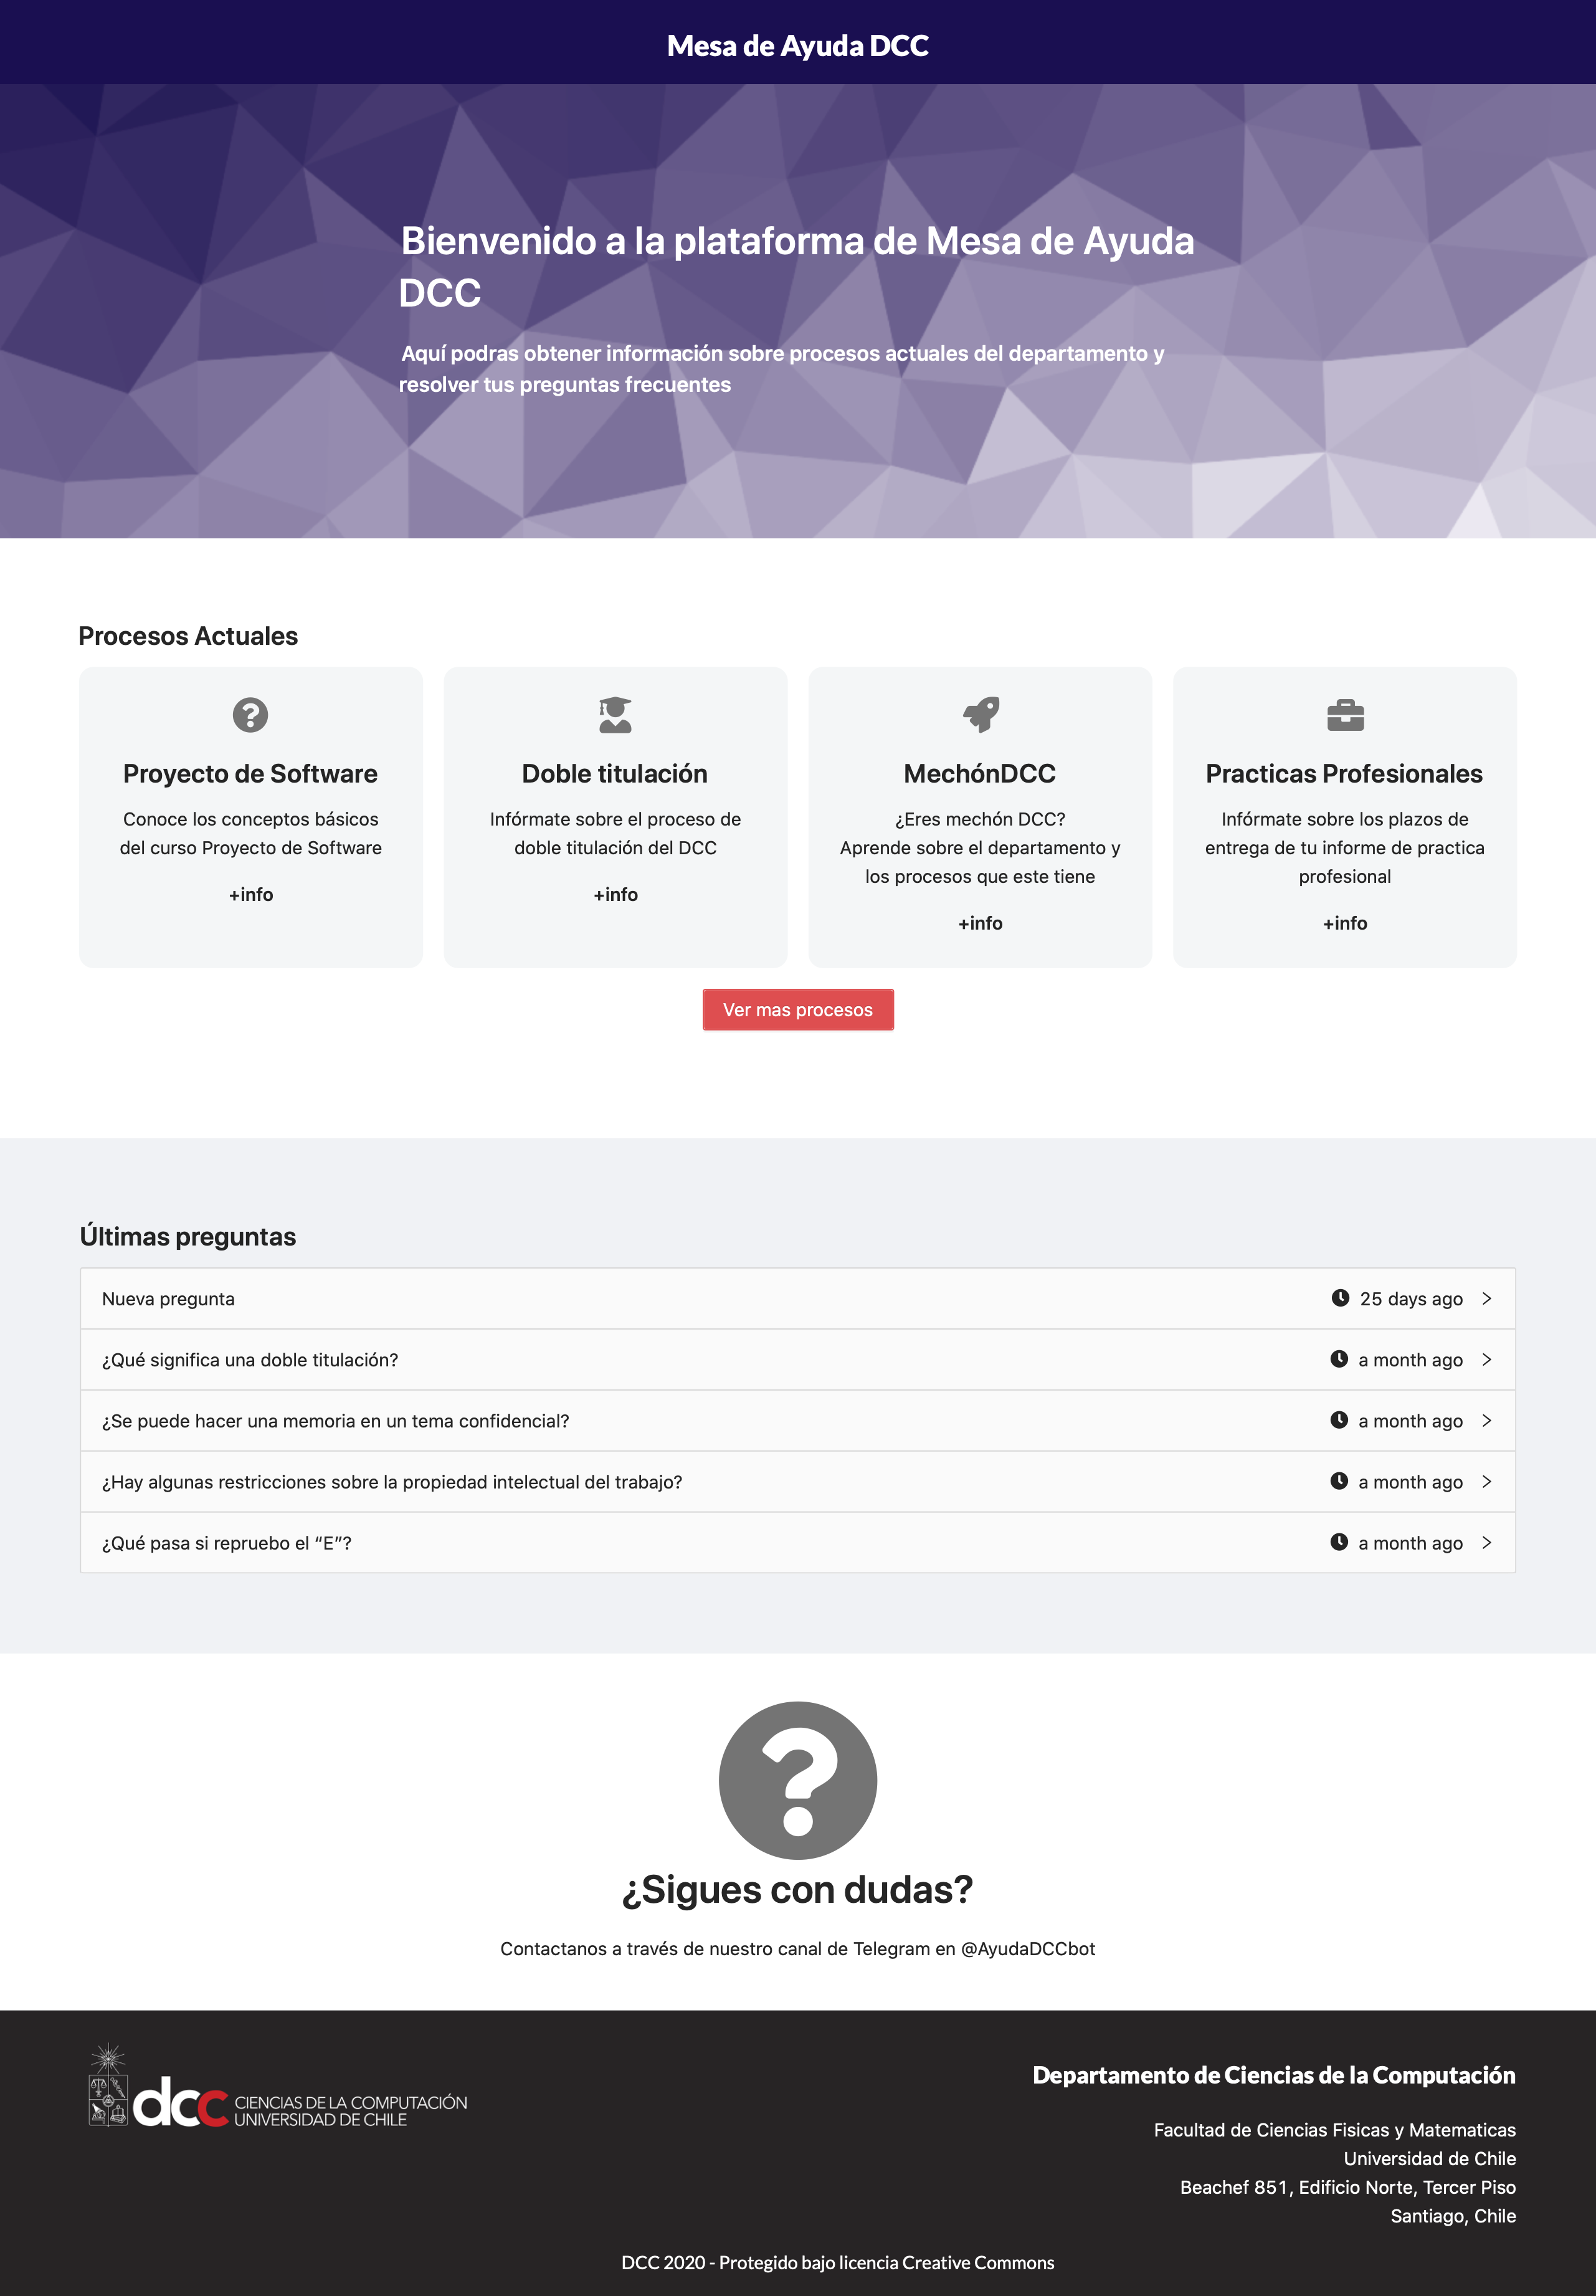 Mesa de Ayuda DCC
Bienvenido a la plataforma de Mesa de Ayuda
DCC
Aquí podras obtener información sobre procesos actuales del departamento y
resolver tus preguntas frecuentes
Procesos Actuales
Proyecto de Software
Conoce los conceptos básicos
del curso Proyecto de Software
+info
Doble titulación
Infórmate sobre el proceso de
doble titulación del DCC
+info
MechónDCC
¿Eres mechón DCC?
Aprende sobre el departamento y
los procesos que este tiene
+info
Practicas Profesionales
Infórmate sobre los plazos de
entrega de tu informe de practica
profesional
+info
Ver mas procesos
Últimas preguntas
Nueva pregunta 25 days ago
¿Qué significa una doble titulación? a month ago
¿Se puede hacer una memoria en un tema confidencial? a month ago
¿Hay algunas restricciones sobre la propiedad intelectual del trabajo? a month ago
¿Qué pasa si repruebo el “E”? a month ago
¿Sigues con dudas?
Contactanos a través de nuestro canal de Telegram en @AyudaDCCbot
dcc CIENCIAS DE LA COMPUTACIÓN
UNIVERSIDAD DE CHILE
Departamento de Ciencias de la Computación
Facultad de Ciencias Fisicas y Matematicas
Universidad de Chile
Beachef 851, Edificio Norte, Tercer Piso
Santiago, Chile
DCC 2020 - Protegido bajo licencia Creative Commons